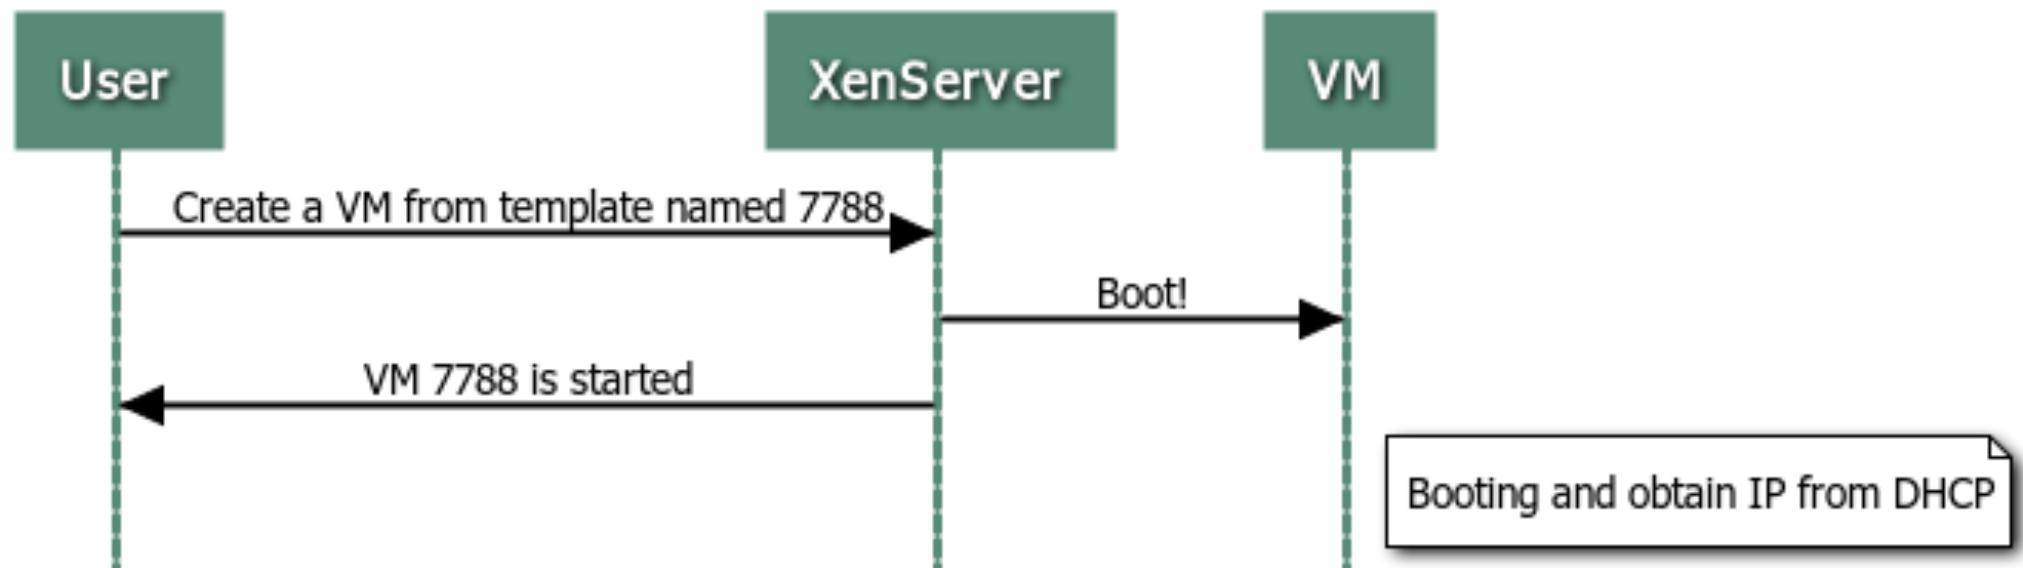 User
XenServer
VM
Create a VM from template named 7788
Boot!
VM 7788 is started
Booting and obtain IP from DHCP